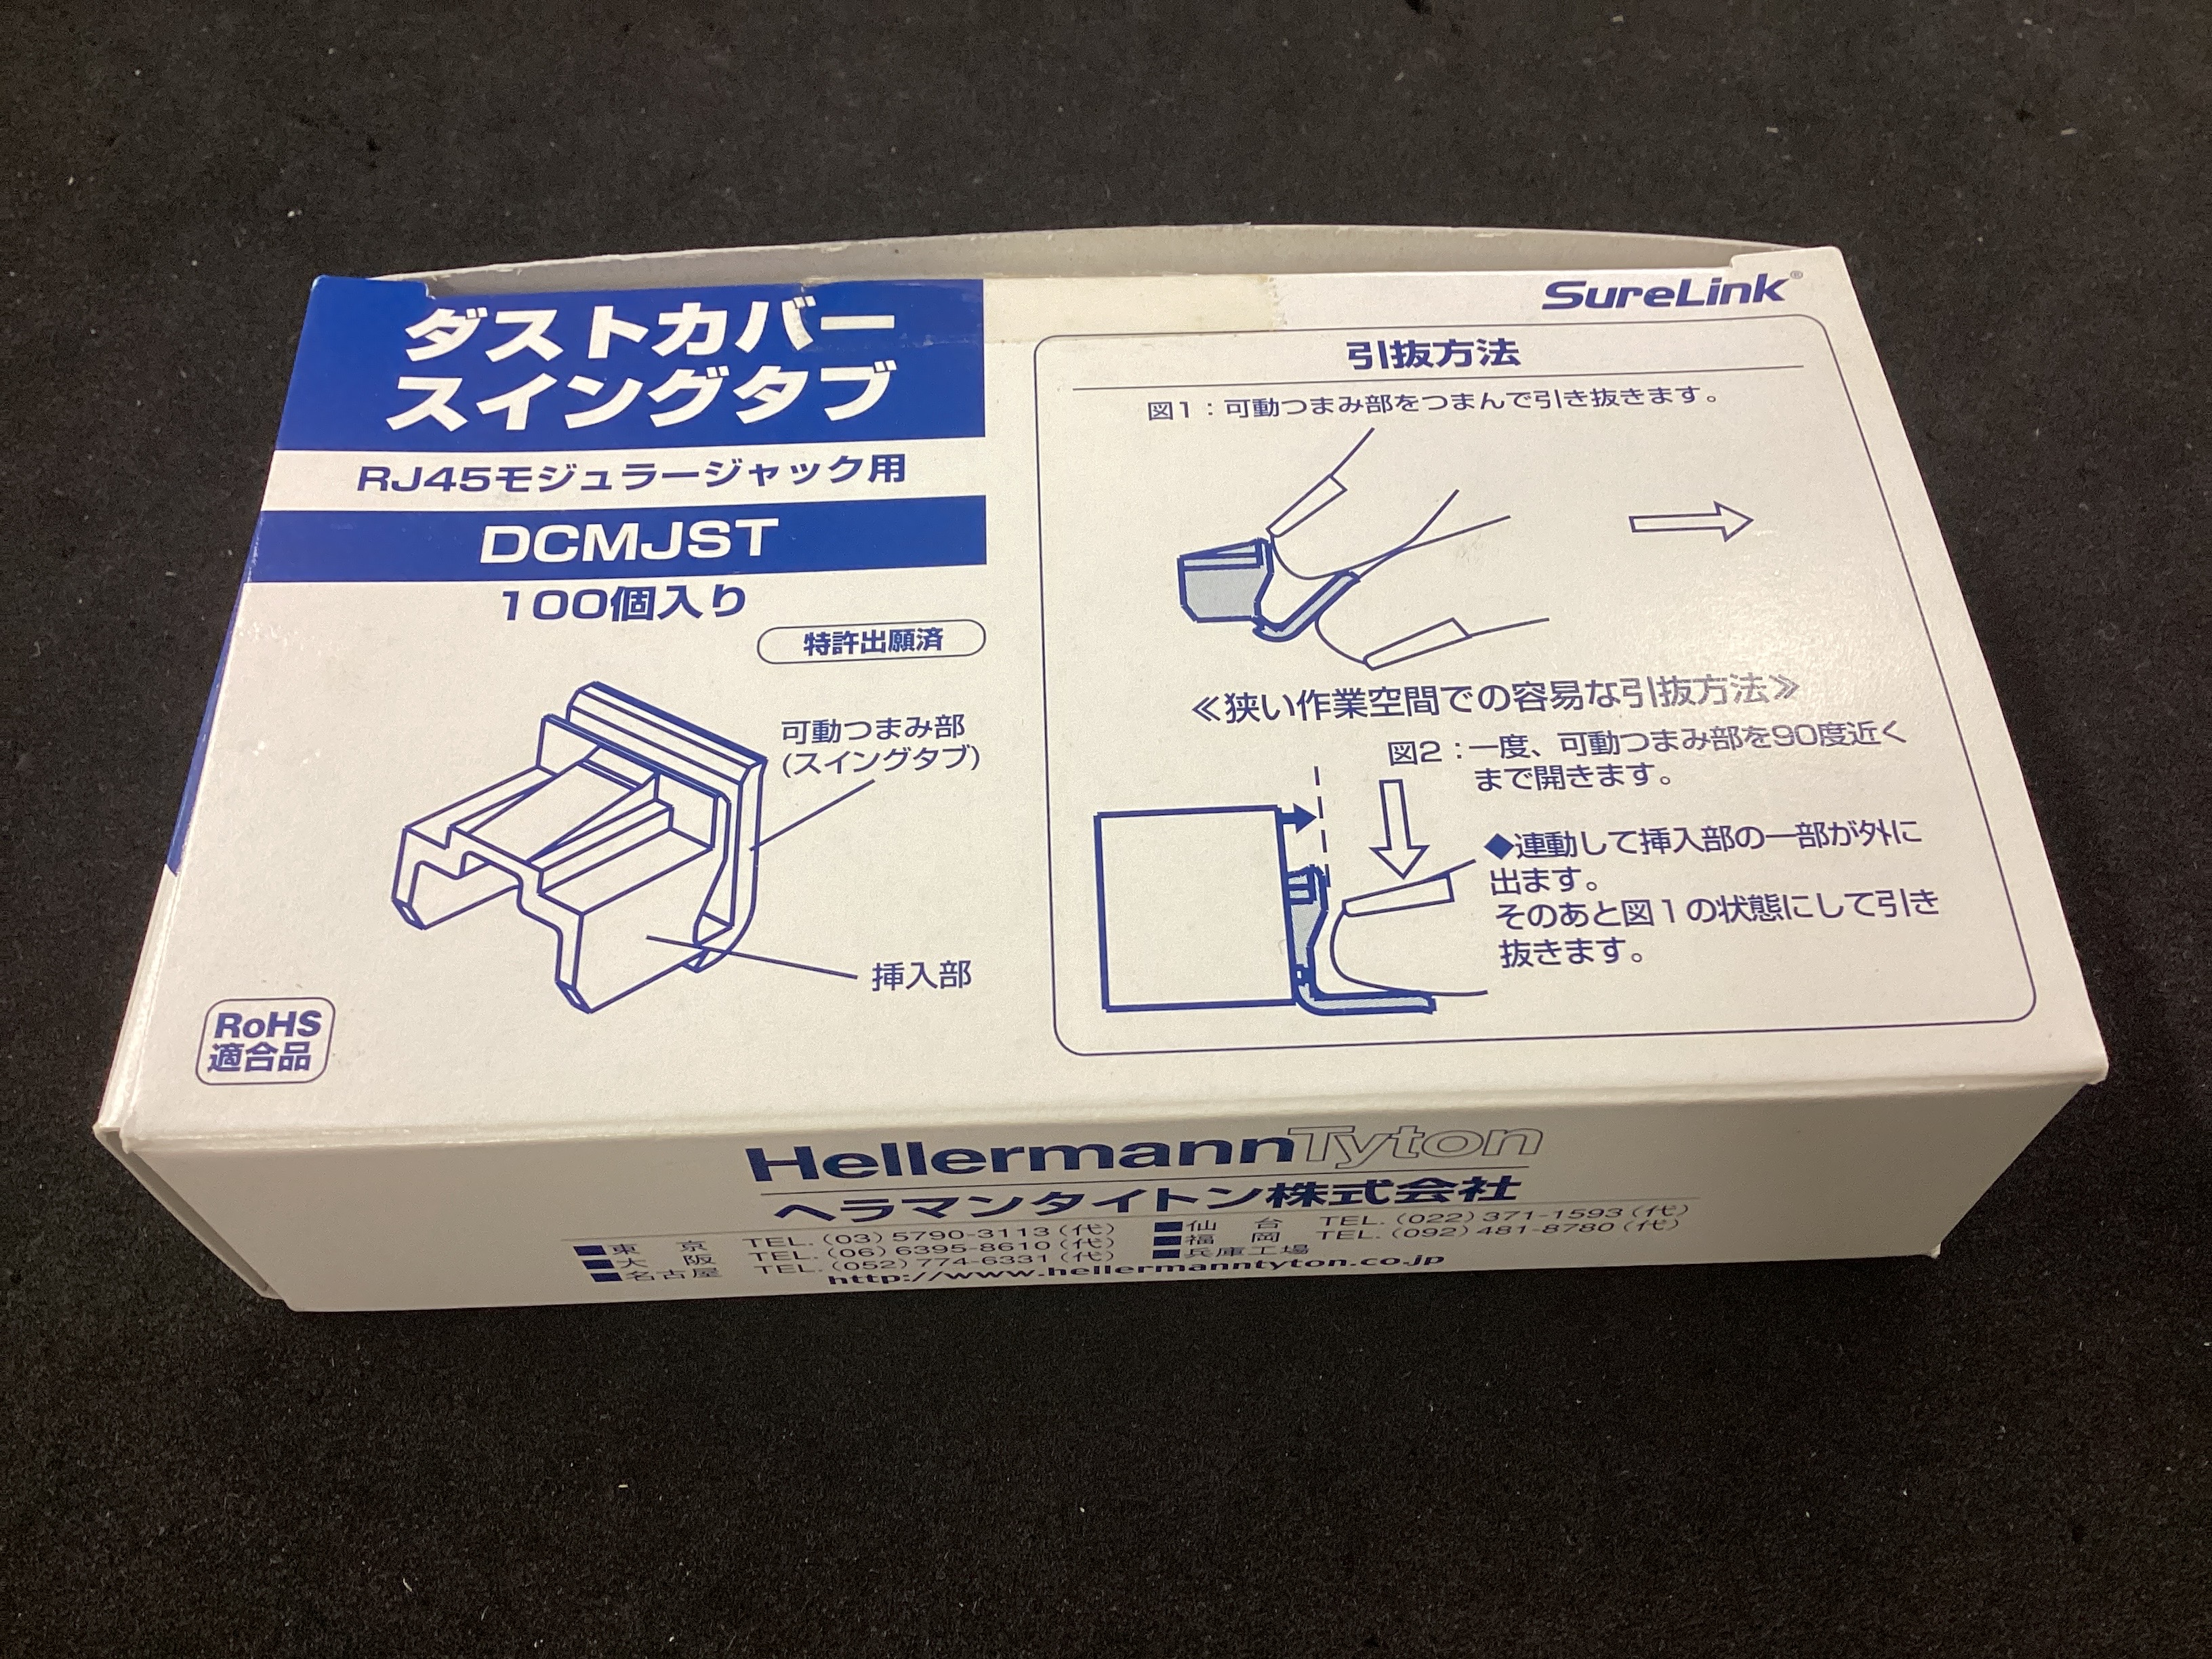 ダストカバー
スイングタブ
RJ45モジュラージャック用
DCMJST
100個入り
特許出願済
可動つまみ部
(スイングタブ)
挿入部
RoHS
適合品
SureLink®
引抜方法
図1：可動つまみ部をつまんで引き抜きます。
≪狭い作業空間での容易な引抜方法≫
図2：一度、可動つまみ部を90度近く
まで開きます。
◆連動して挿入部の一部が外に
出ます。
そのあと図1の状態にして引き
抜きます。
HellermannTyton
ヘラマンタイトン株式会社
■東　京 TEL.(03)5790-3113(代)
■大　阪 TEL.(06)6395-8610(代)
■名古屋 TEL.(052)774-6331(代)
■仙　台 TEL.(022)371-1593(代)
■福　岡 TEL.(092)481-8780(代)
■兵庫工場
http://www.hellermanntyton.co.jp